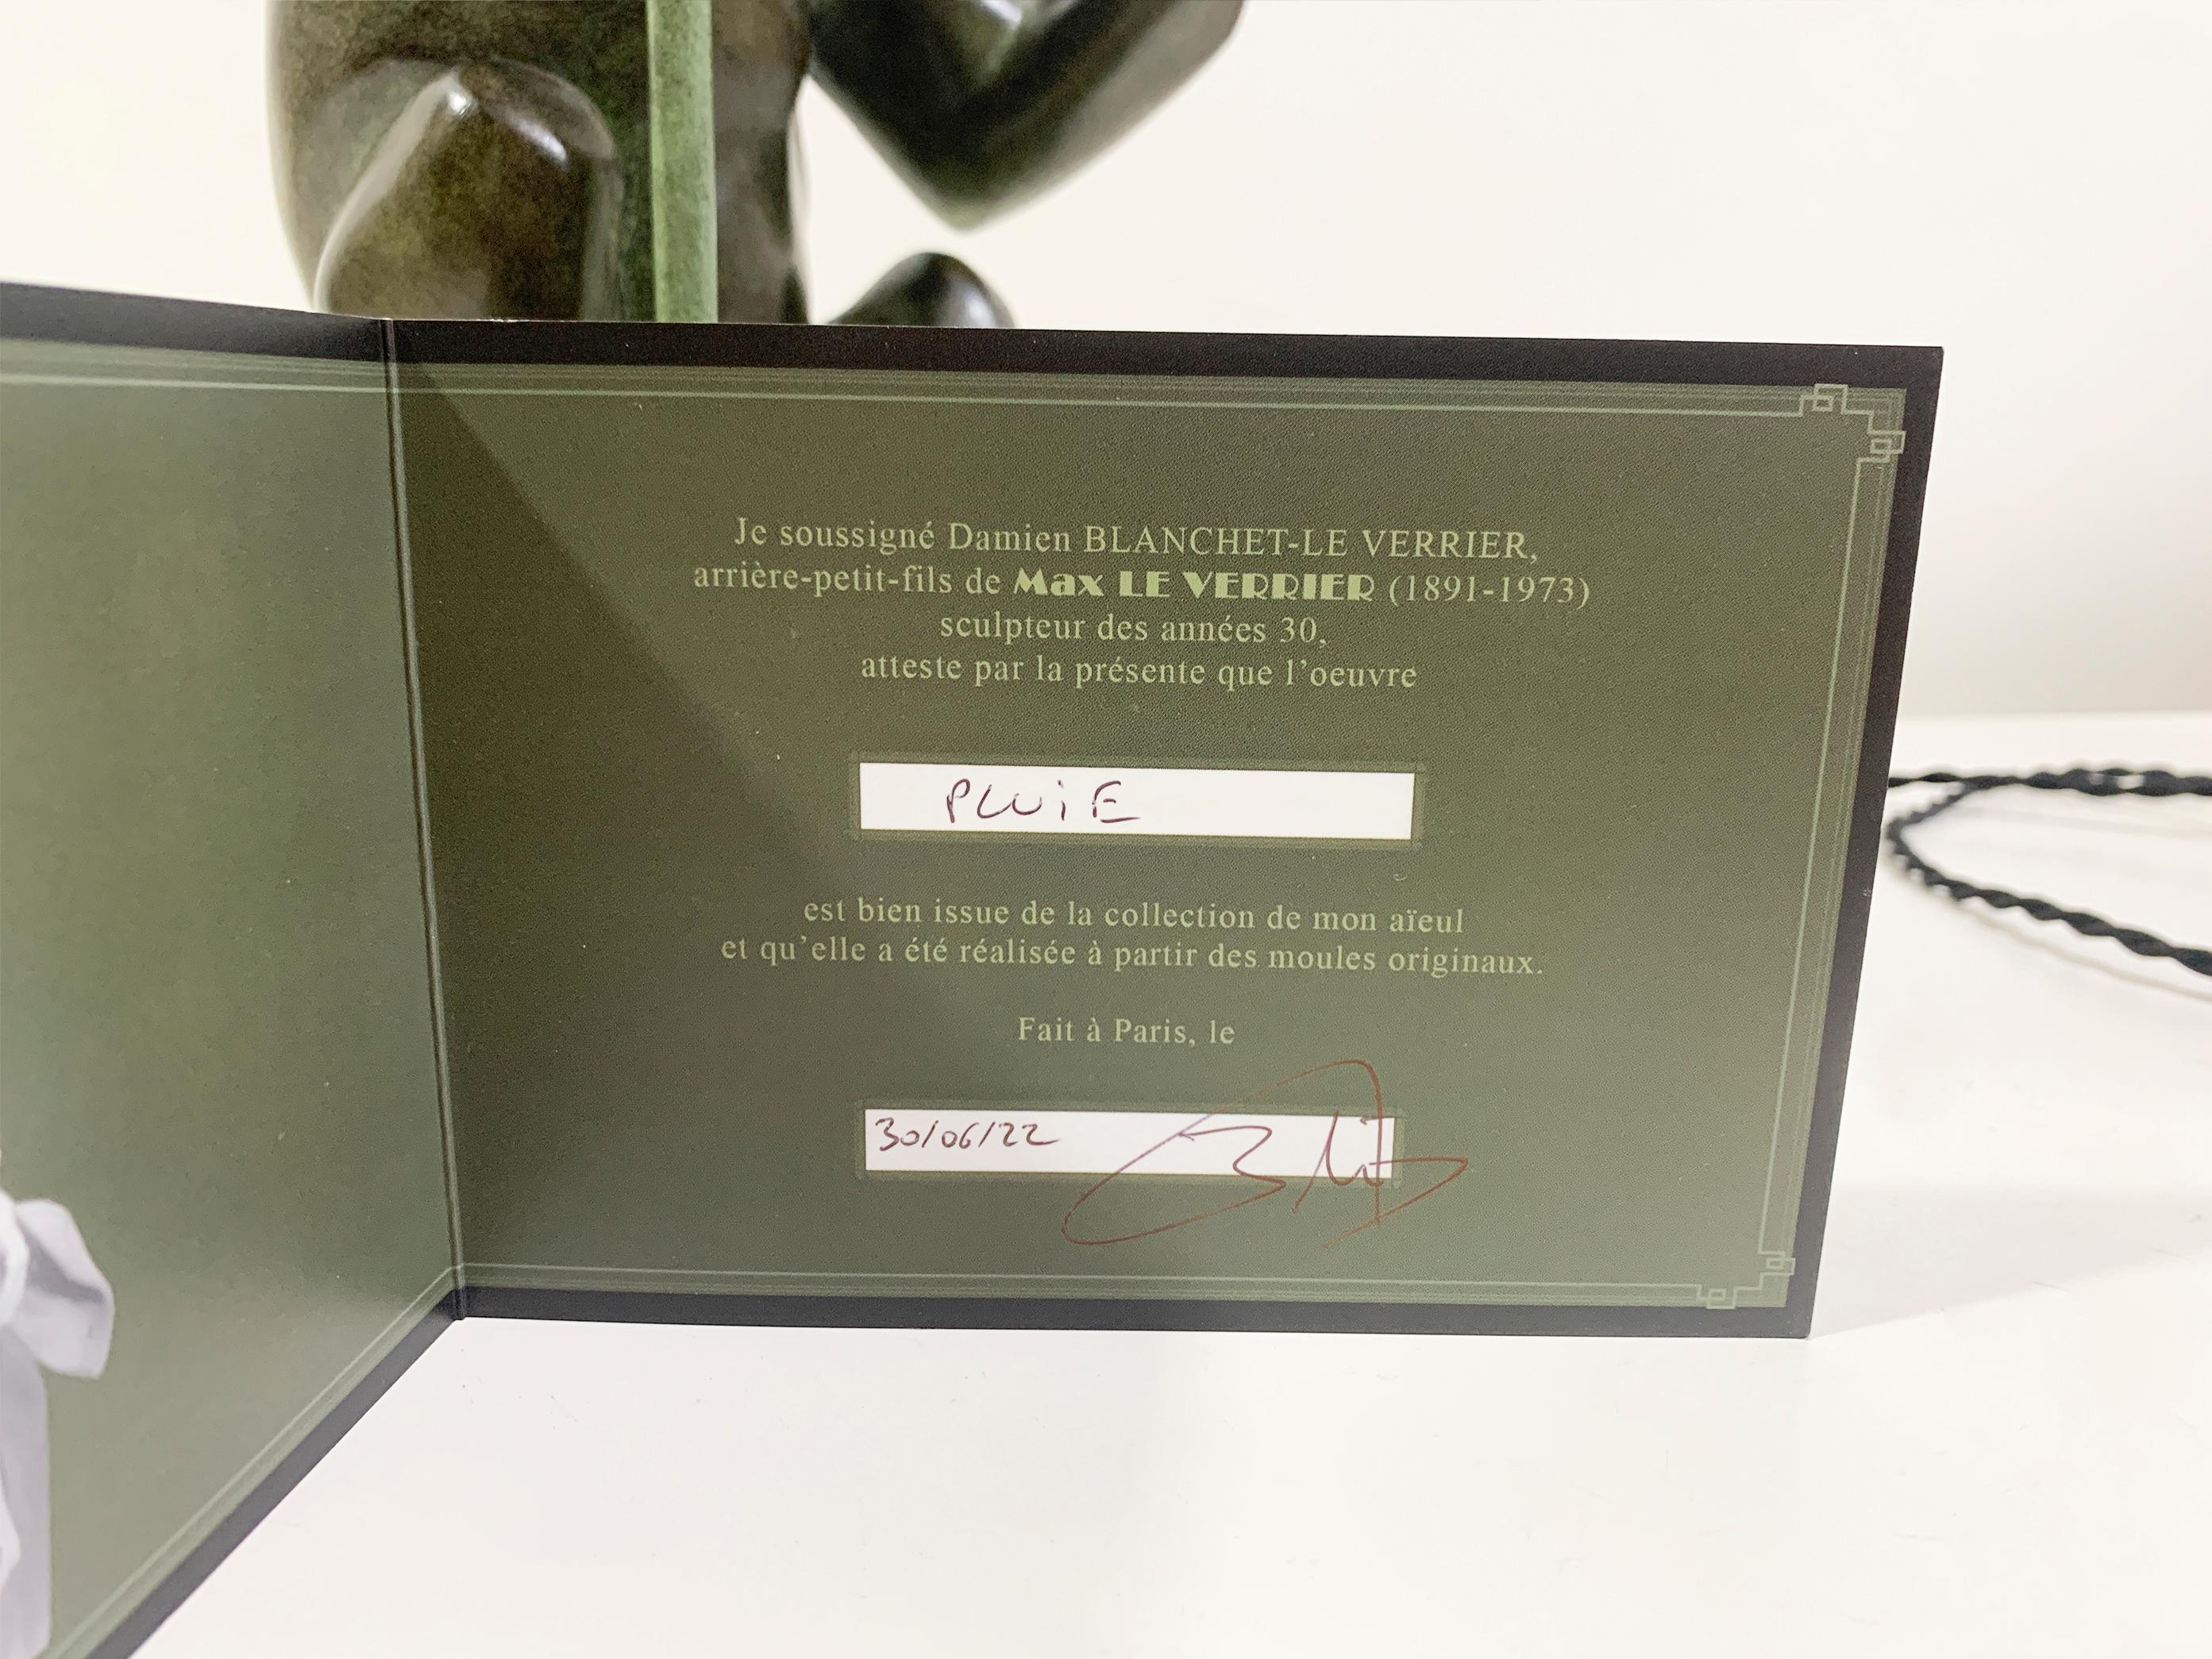 Je soussigné Damien BLANCHET-LE VERRIER,
arrière-petit-fils de Max LE VERRIER (1891-1973)
sculpteur des années 30,
atteste par la présente que l'oeuvre
PLUiE
est bien issue de la collection de mon aïeul
et qu'elle a été réalisée à partir des moules originaux.
Fait à Paris, le
30/06/22